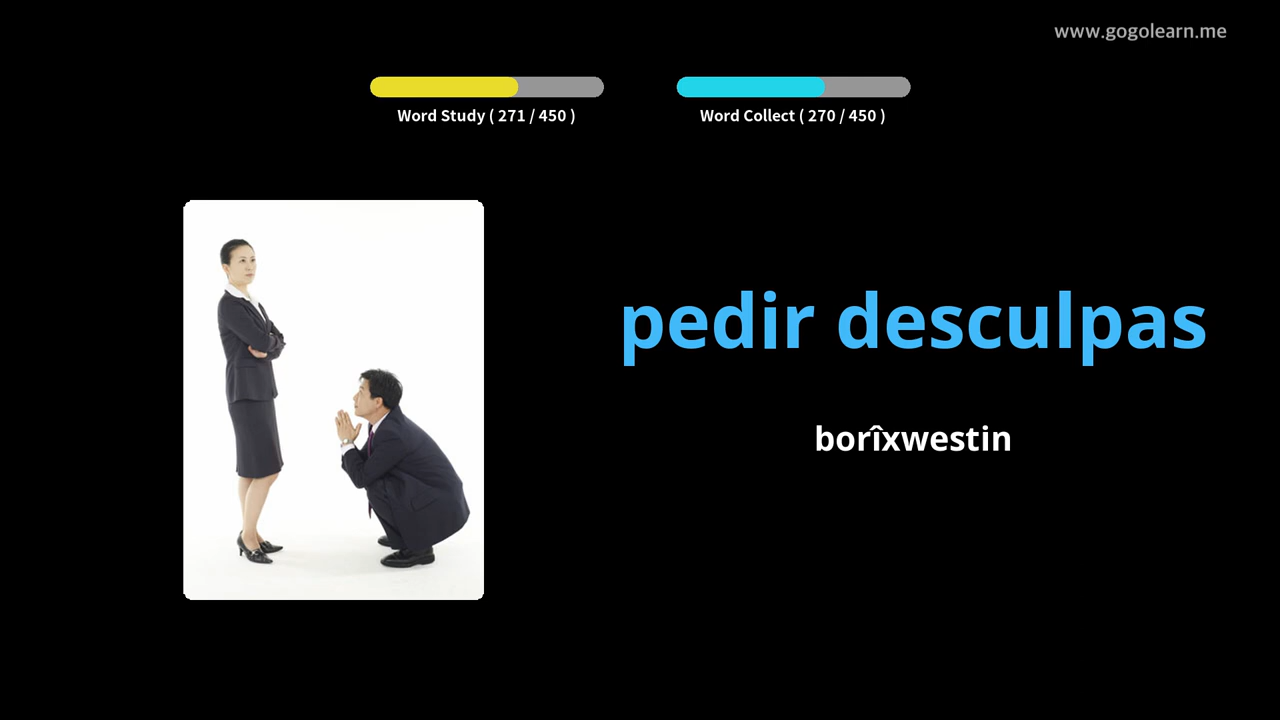 www.gogolearn.me
Word Study ( 271 / 450 )
Word Collect ( 270 / 450 )
pedir desculpas
borîxwestin